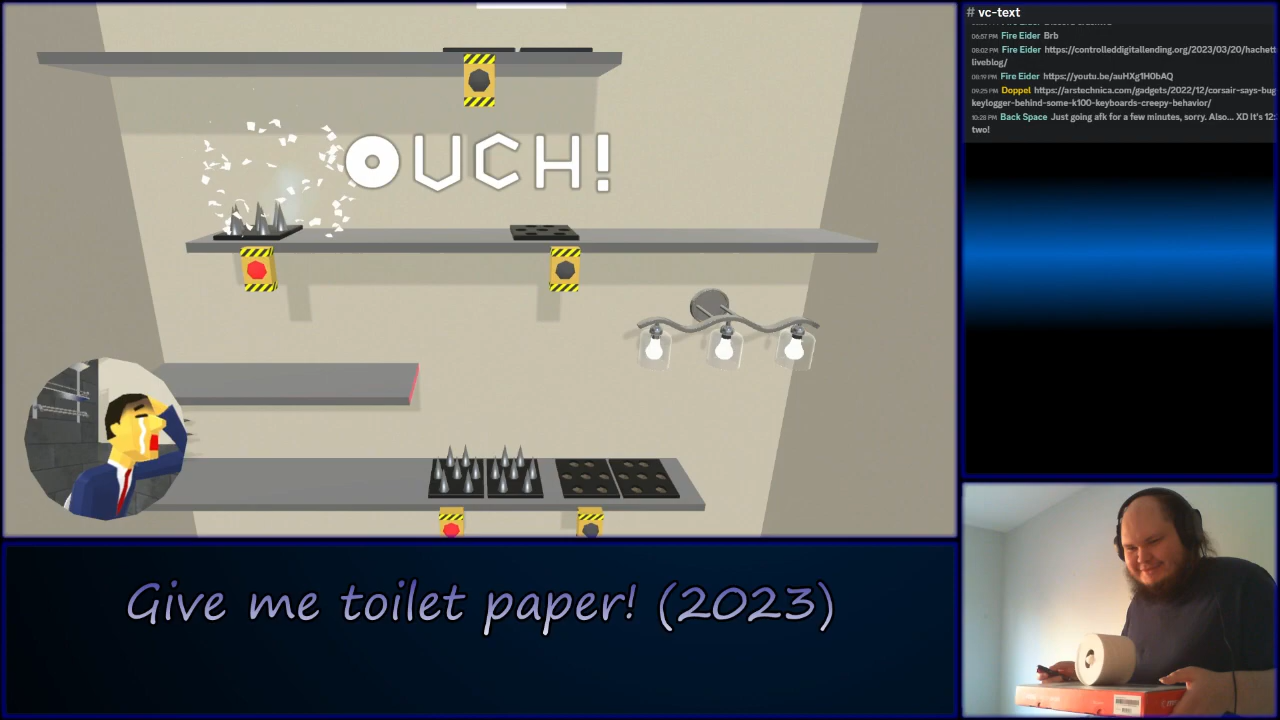 # vc-text
06:57 PM Fire Eider Brb
08:02 PM Fire Eider https://controlleddigitallending.org/2023/03/20/hachett
liveblog/
08:19 PM Fire Eider https://youtu.be/auHXg1H0bAQ
09:25 PM Doppel https://arstechnica.com/gadgets/2022/12/corsair-says-bug
keylogger-behind-some-k100-keyboards-creepy-behavior/
10:28 PM Back Space Just going afk for a few minutes, sorry. Also... XD It's 12:
two!
OUCH!
Give me toilet paper! (2023)